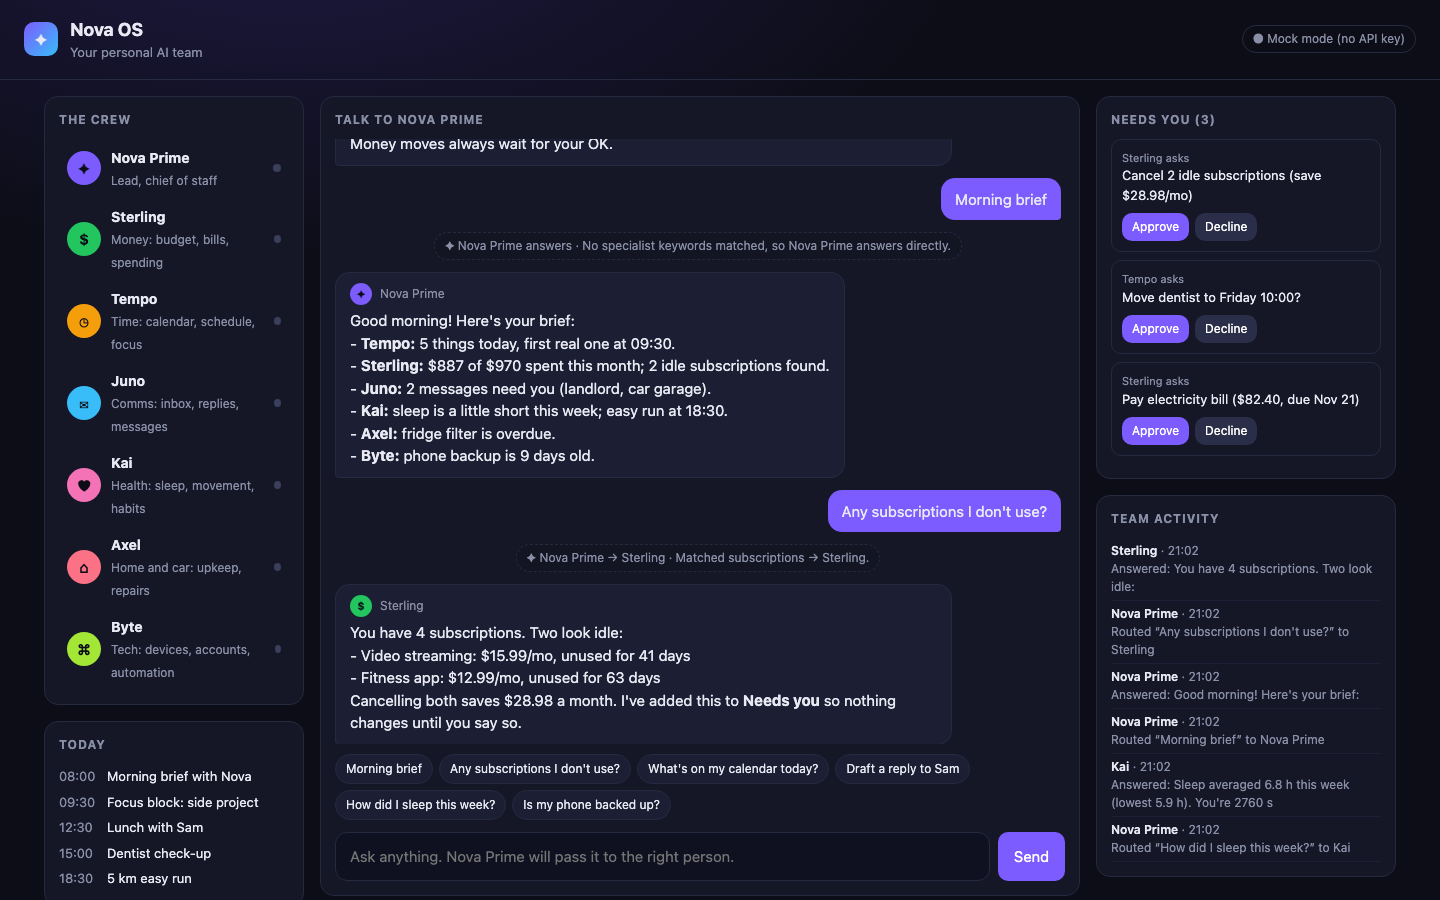 Nova OS
Your personal AI team
Mock mode (no API key)
THE CREW
Nova Prime
Lead, chief of staff
Sterling
Money: budget, bills,
spending
Tempo
Time: calendar, schedule,
focus
Juno
Comms: inbox, replies,
messages
Kai
Health: sleep, movement,
habits
Axel
Home and car: upkeep,
repairs
Byte
Tech: devices, accounts,
automation
TODAY
08:00 Morning brief with Nova
09:30 Focus block: side project
12:30 Lunch with Sam
15:00 Dentist check-up
18:30 5 km easy run
TALK TO NOVA PRIME
Money moves always wait for your OK.
Morning brief
✦ Nova Prime answers · No specialist keywords matched, so Nova Prime answers directly.
Nova Prime
Good morning! Here's your brief:
- Tempo: 5 things today, first real one at 09:30.
- Sterling: $887 of $970 spent this month; 2 idle subscriptions found.
- Juno: 2 messages need you (landlord, car garage).
- Kai: sleep is a little short this week; easy run at 18:30.
- Axel: fridge filter is overdue.
- Byte: phone backup is 9 days old.
Any subscriptions I don't use?
✦ Nova Prime → Sterling · Matched subscriptions → Sterling.
$ Sterling
You have 4 subscriptions. Two look idle:
- Video streaming: $15.99/mo, unused for 41 days
- Fitness app: $12.99/mo, unused for 63 days
Cancelling both saves $28.98 a month. I've added this to Needs you so nothing
changes until you say so.
Morning brief
Any subscriptions I don't use?
What's on my calendar today?
Draft a reply to Sam
How did I sleep this week?
Is my phone backed up?
Ask anything. Nova Prime will pass it to the right person.
Send
NEEDS YOU (3)
Sterling asks
Cancel 2 idle subscriptions (save
$28.98/mo)
Approve Decline
Tempo asks
Move dentist to Friday 10:00?
Approve Decline
Sterling asks
Pay electricity bill ($82.40, due Nov 21)
Approve Decline
TEAM ACTIVITY
Sterling · 21:02
Answered: You have 4 subscriptions. Two look
idle:
Nova Prime · 21:02
Routed "Any subscriptions I don't use?" to
Sterling
Nova Prime · 21:02
Answered: Good morning! Here's your brief:
Nova Prime · 21:02
Routed "Morning brief" to Nova Prime
Kai · 21:02
Answered: Sleep averaged 6.8 h this week
(lowest 5.9 h). You're 2760 s
Nova Prime · 21:02
Routed "How did I sleep this week?" to Kai